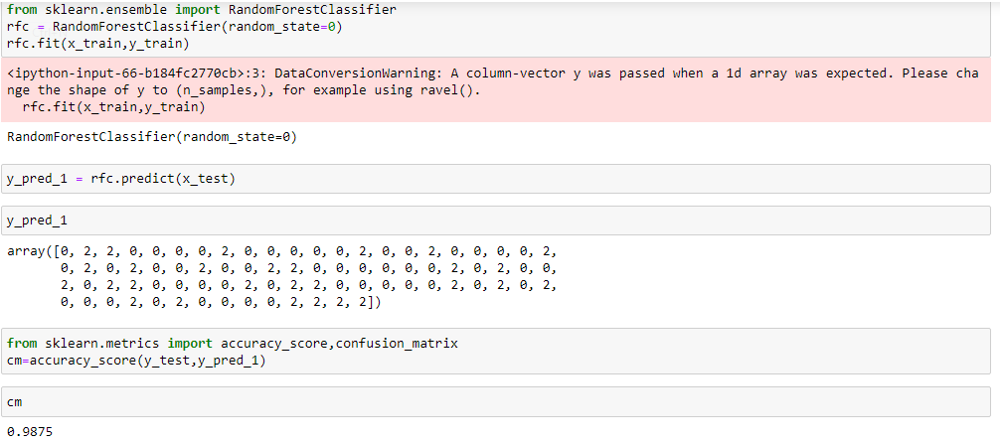 from sklearn.ensemble import RandomForestClassifier
rfc = RandomForestClassifier(random_state=0)
rfc.fit(x_train,y_train)
<ipython-input-66-b184fc2770cb>:3: DataConversionWarning: A column-vector y was passed when a 1d array was expected. Please cha
nge the shape of y to (n_samples,), for example using ravel().
  rfc.fit(x_train,y_train)
RandomForestClassifier(random_state=0)
y_pred_1 = rfc.predict(x_test)
y_pred_1
array([0, 2, 2, 0, 0, 0, 0, 2, 0, 0, 0, 0, 0, 2, 0, 0, 2, 0, 0, 0, 0, 2,
       0, 2, 0, 2, 0, 0, 2, 0, 0, 2, 2, 0, 0, 0, 0, 0, 0, 2, 0, 2, 0, 0,
       2, 0, 2, 2, 0, 0, 0, 0, 2, 0, 2, 2, 0, 0, 0, 0, 0, 2, 0, 2, 0, 2,
       0, 0, 0, 2, 0, 2, 0, 0, 0, 0, 2, 2, 2, 2])
from sklearn.metrics import accuracy_score,confusion_matrix
cm=accuracy_score(y_test,y_pred_1)
cm
0.9875